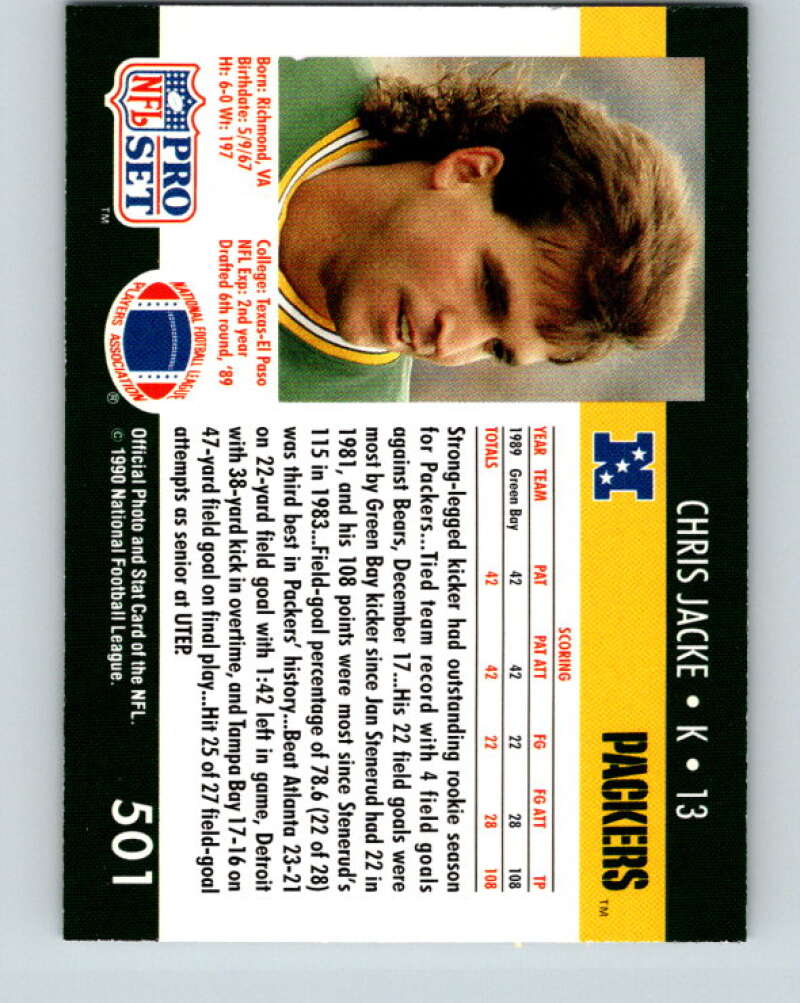 CHRIS JACKE • K • 13
PACKERS™
SCORING
YEAR TEAM PAT PAT ATT FG FG ATT TP
1989 Green Bay 42 42 22 28 108
TOTALS 42 42 22 28 108
Strong-legged kicker had outstanding rookie season
for Packers...Tied team record with 4 field goals
against Bears, December 17...His 22 field goals were
most by Green Bay kicker since Jan Stenerud had 22 in
1981, and his 108 points were most since Stenerud's
115 in 1983...Field-goal percentage of 78.6 (22 of 28)
was third best in Packers' history...Beat Atlanta 23-21
on 22-yard field goal with 1:42 left in game, Detroit
with 38-yard kick in overtime, and Tampa Bay 17-16 on
47-yard field goal on final play...Hit 25 of 27 field-goal
attempts as senior at UTEP.
Born: Richmond, VA
Birthdate: 5/9/67
Ht: 6-0 Wt: 197
College: Texas-El Paso
NFL Exp: 2nd year
Drafted 6th round, '89
NFL
PRO
SET
™
NATIONAL FOOTBALL LEAGUE
PLAYERS ASSOCIATION
®
Official Photo and Stat Card of the NFL.
© 1990 National Football League.
501